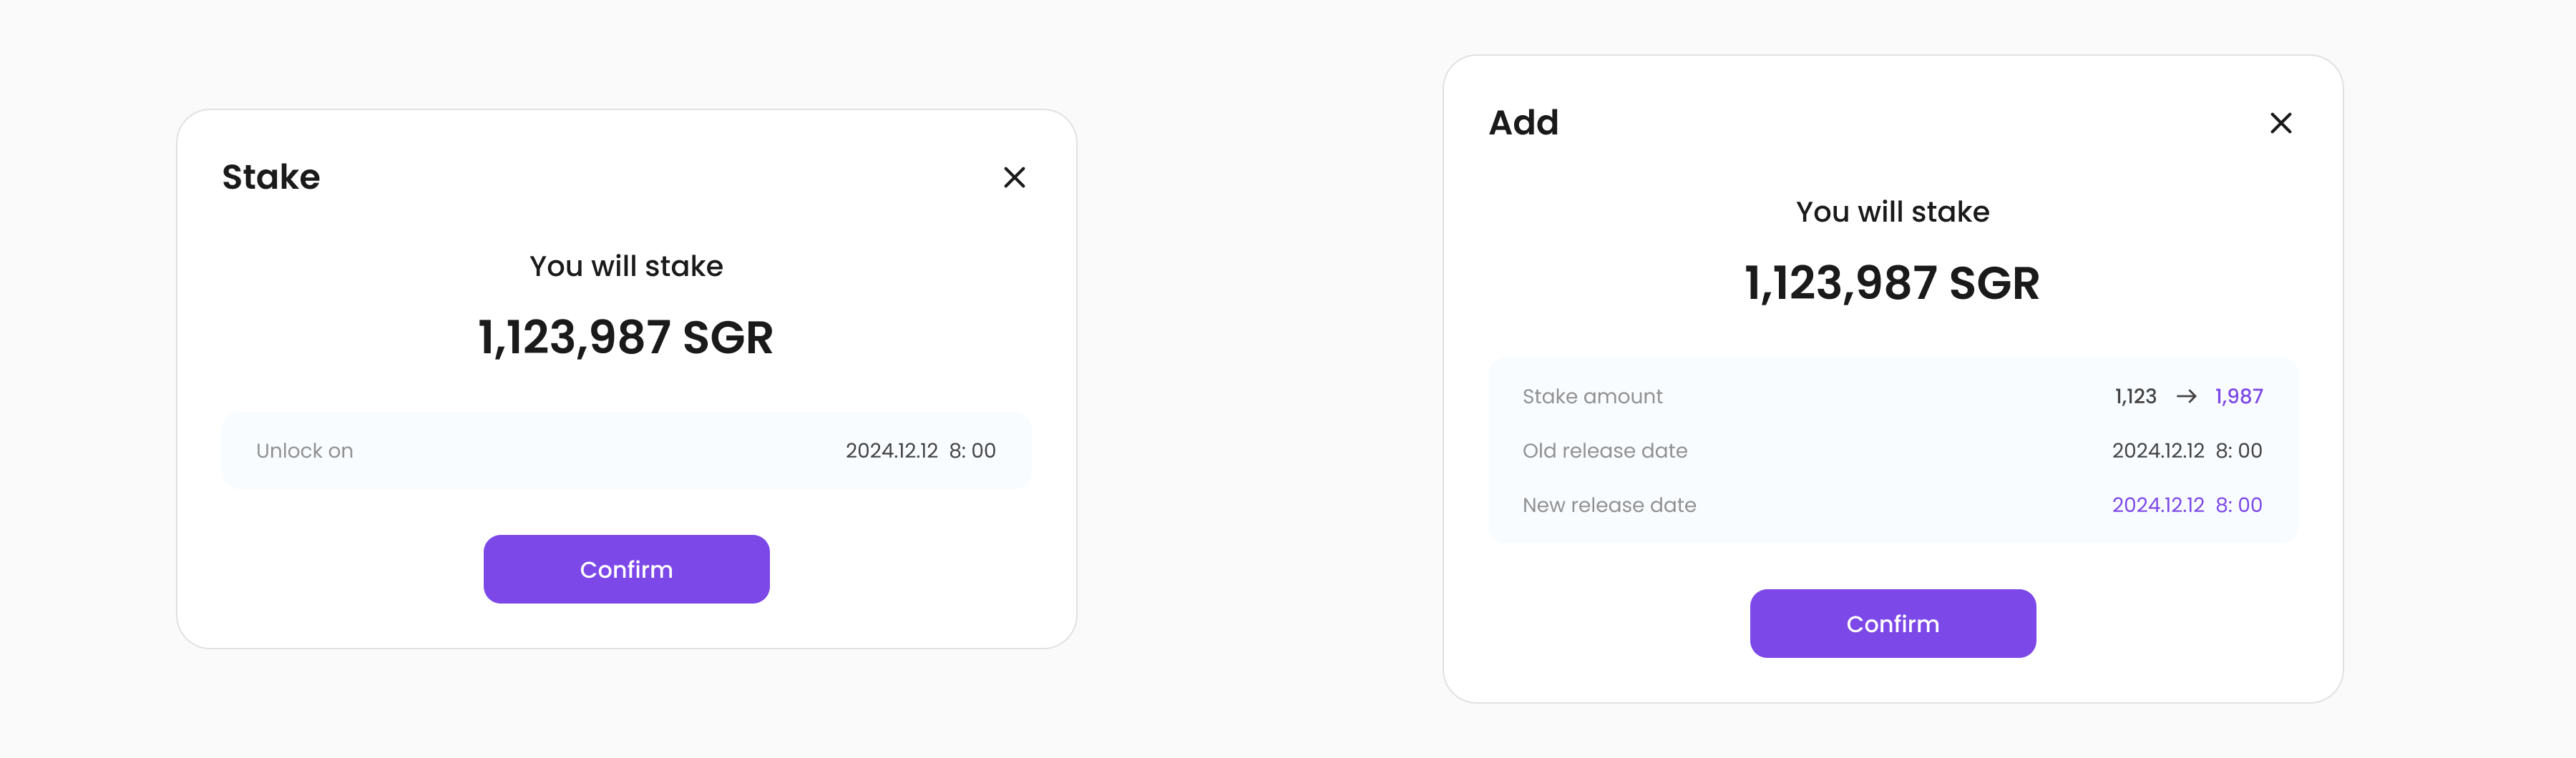 Stake
You will stake
1,123,987 SGR
Unlock on 2024.12.12 8: 00
Confirm
Add
You will stake
1,123,987 SGR
Stake amount 1,123 → 1,987
Old release date 2024.12.12 8: 00
New release date 2024.12.12 8: 00
Confirm